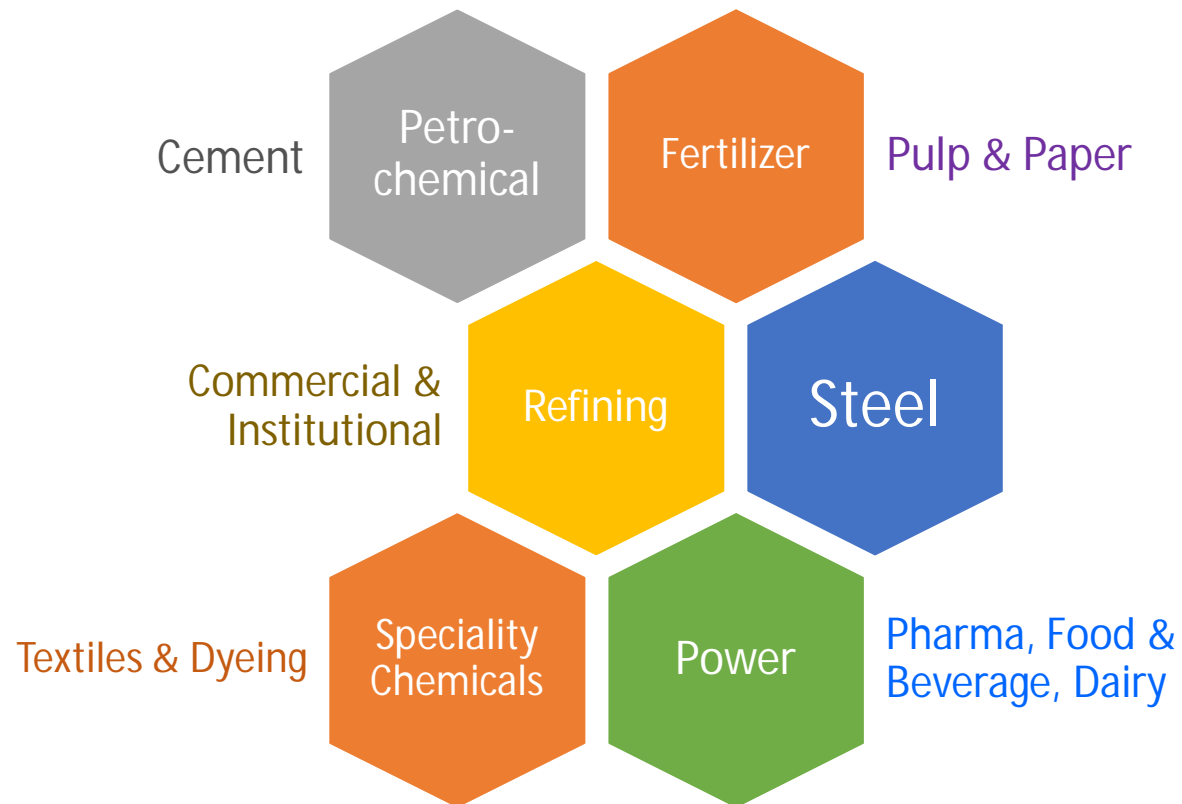 Cement
Petro-
chemical
Fertilizer
Pulp & Paper
Commercial &
Institutional
Refining
Steel
Textiles & Dyeing
Speciality
Chemicals
Power
Pharma, Food &
Beverage, Dairy